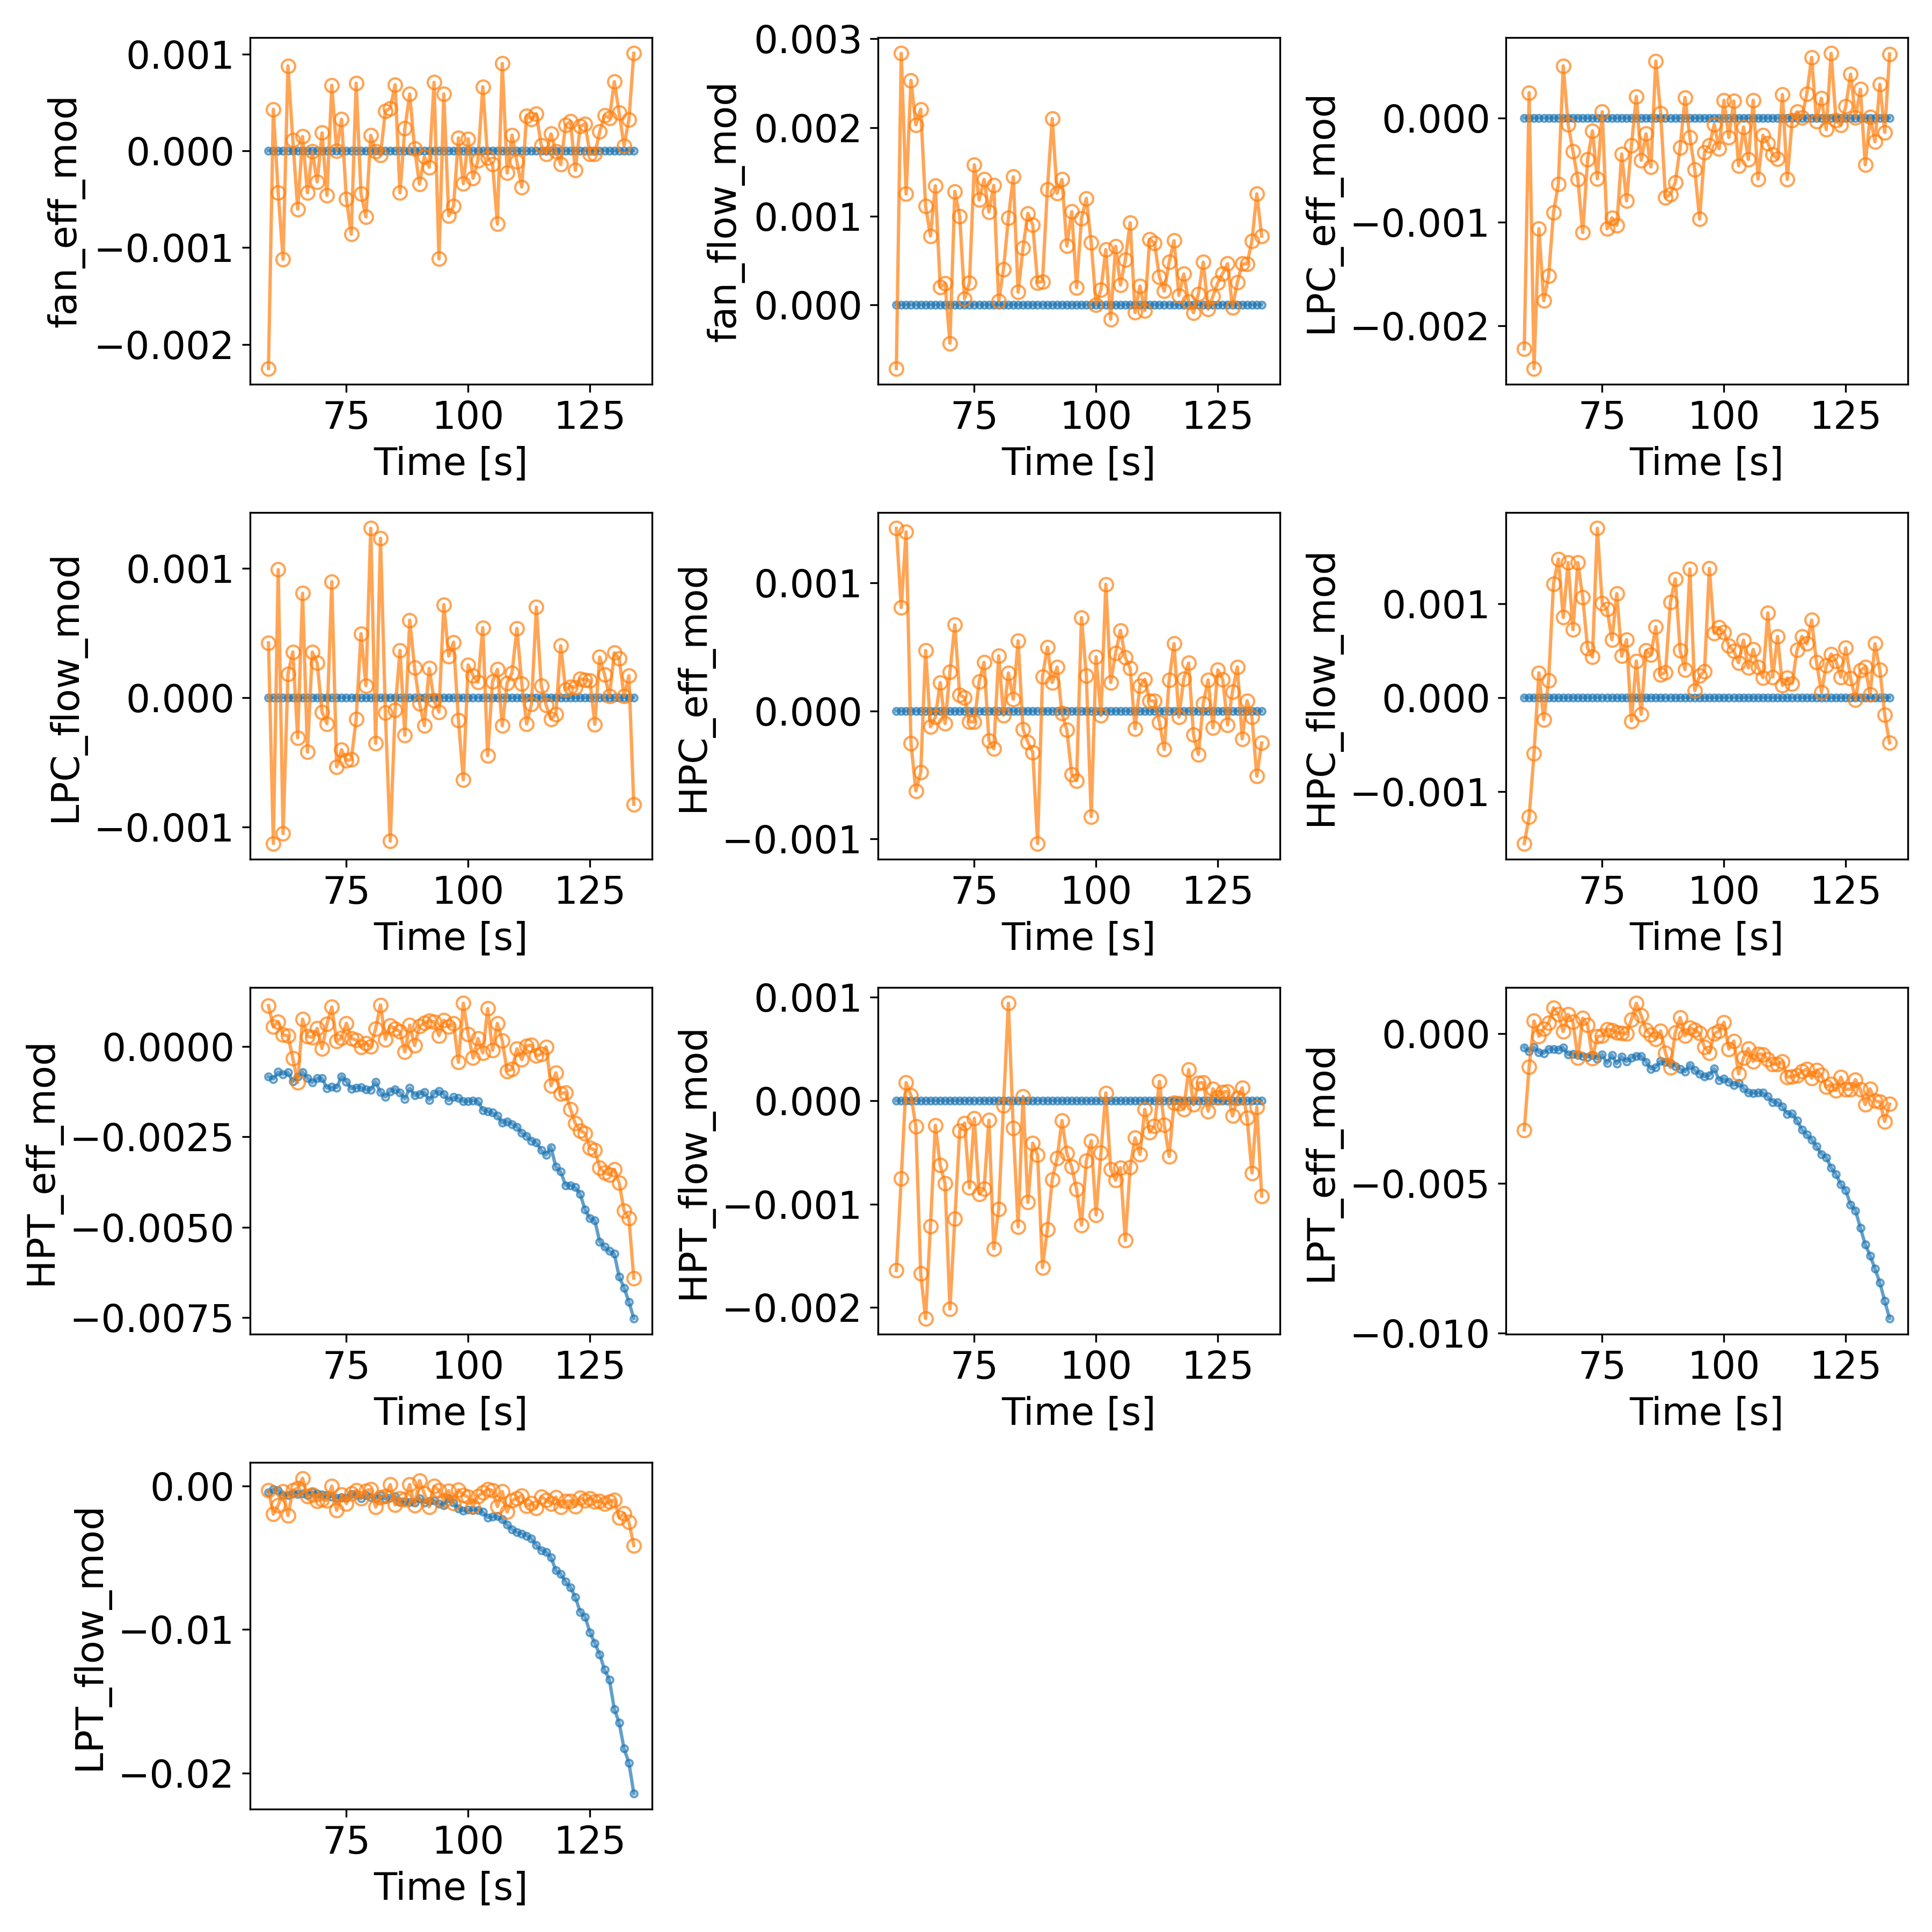 fan_eff_mod
0.001
0.000
−0.001
−0.002
75 100 125
Time [s]
fan_flow_mod
0.003
0.002
0.001
0.000
75 100 125
Time [s]
LPC_eff_mod
0.000
−0.001
−0.002
75 100 125
Time [s]
LPC_flow_mod
0.001
0.000
−0.001
75 100 125
Time [s]
HPC_eff_mod
0.001
0.000
−0.001
75 100 125
Time [s]
HPC_flow_mod
0.001
0.000
−0.001
75 100 125
Time [s]
HPT_eff_mod
0.0000
−0.0025
−0.0050
−0.0075
75 100 125
Time [s]
HPT_flow_mod
0.001
0.000
−0.001
−0.002
75 100 125
Time [s]
LPT_eff_mod
0.000
−0.005
−0.010
75 100 125
Time [s]
LPT_flow_mod
0.00
−0.01
−0.02
75 100 125
Time [s]